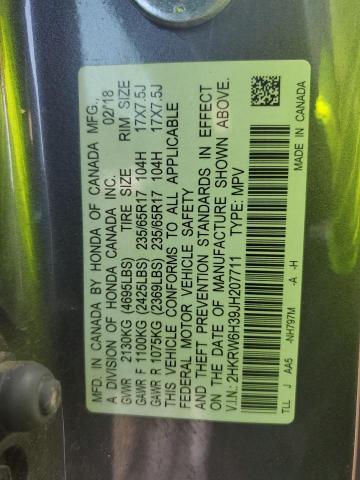 MFD. IN CANADA BY HONDA OF CANADA MFG.,
A DIVISION OF HONDA CANADA INC. 02/18
GVWR 2130KG (4695LBS) TIRE SIZE RIM SIZE
GAWR F 1100KG (2425LBS) 235/65R17 104H 17X7.5J
GAWR R 1075KG (2369LBS) 235/65R17 104H 17X7.5J
THIS VEHICLE CONFORMS TO ALL APPLICABLE
FEDERAL MOTOR VEHICLE SAFETY
AND THEFT PREVENTION STANDARDS IN EFFECT
ON THE DATE OF MANUFACTURE SHOWN ABOVE.
V.I.N.: 2HKRW6H39JH207711 TYPE: MPV
TLL J AA5 -NH797M -A -H MADE IN CANADA